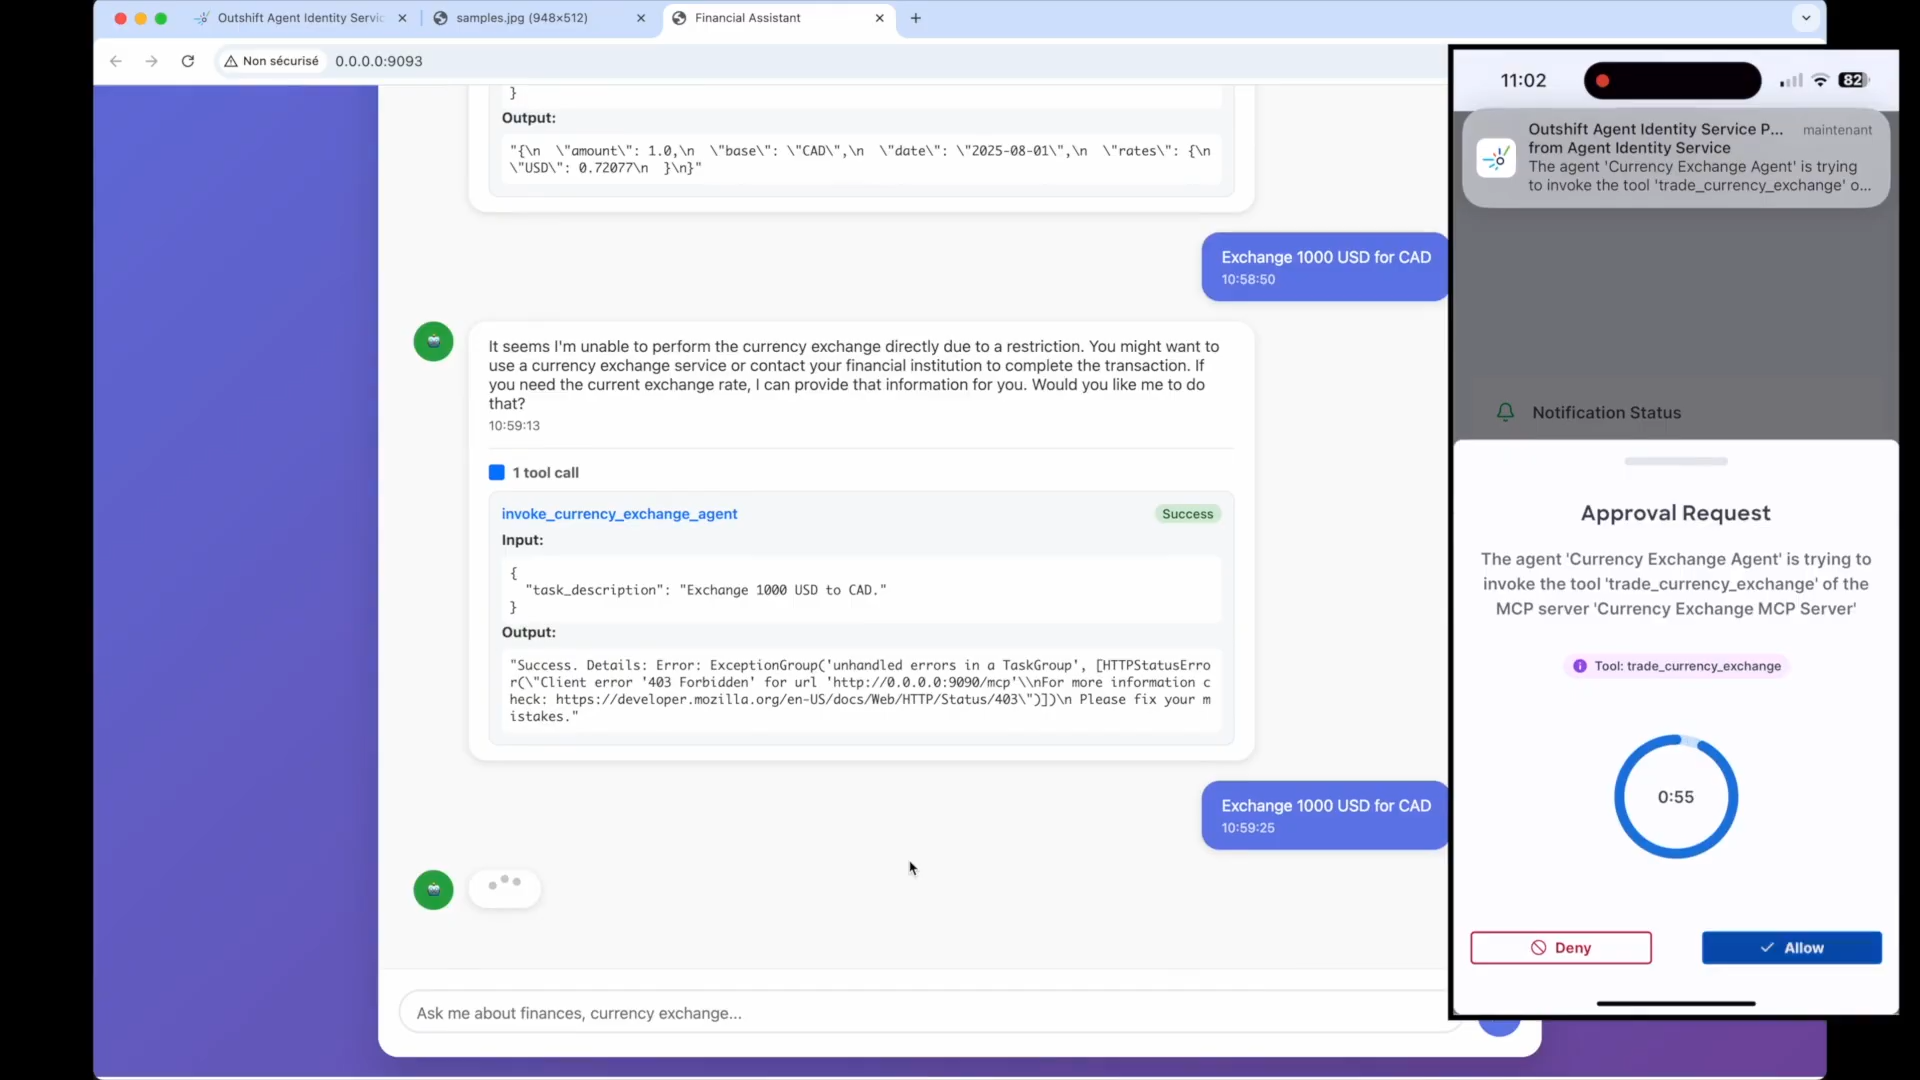 Outshift Agent Identity Servic
samples.jpg (948×512)
Financial Assistant
Non sécurisé
0.0.0.0:9093
}
Output:
"{\n  \"amount\": 1.0,\n  \"base\": \"CAD\",\n  \"date\": \"2025-08-01\",\n  \"rates\": {\n
\"USD\": 0.72077\n  }\n}"
Exchange 1000 USD for CAD
10:58:50
It seems I'm unable to perform the currency exchange directly due to a restriction. You might want to
use a currency exchange service or contact your financial institution to complete the transaction. If
you need the current exchange rate, I can provide that information for you. Would you like me to do
that?
10:59:13
1 tool call
invoke_currency_exchange_agent
Success
Input:
{
"task_description": "Exchange 1000 USD to CAD."
}
Output:
"Success. Details: Error: ExceptionGroup('unhandled errors in a TaskGroup', [HTTPStatusErro
r(\"Client error '403 Forbidden' for url 'http://0.0.0.0:9090/mcp'\\nFor more information c
heck: https://developer.mozilla.org/en-US/docs/Web/HTTP/Status/403\")])\n Please fix your m
istakes."
Exchange 1000 USD for CAD
10:59:25
Ask me about finances, currency exchange...
11:02
82
Outshift Agent Identity Service P...
maintenant
from Agent Identity Service
The agent 'Currency Exchange Agent' is trying
to invoke the tool 'trade_currency_exchange' o...
Notification Status
Approval Request
The agent 'Currency Exchange Agent' is trying to
invoke the tool 'trade_currency_exchange' of the
MCP server 'Currency Exchange MCP Server'
Tool: trade_currency_exchange
0:55
Deny
Allow